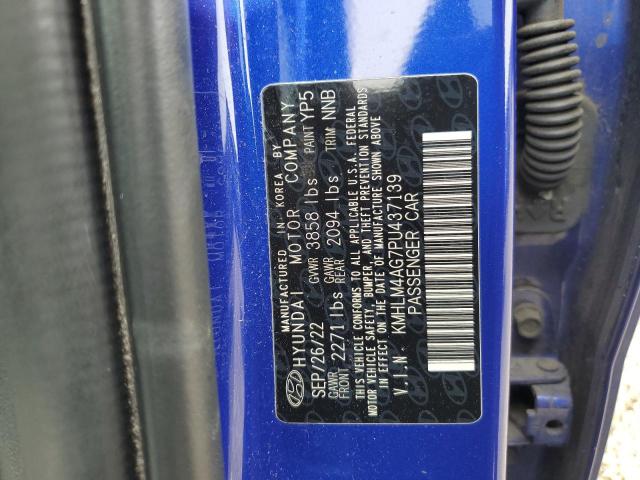 MANUFACTURED IN KOREA BY
HYUNDAI MOTOR COMPANY
SEP/26/22 GVWR 3858 lbs PAINT YP5
GAWR FRONT 2271 lbs GAWR REAR 2094 lbs TRIM NNB
THIS VEHICLE CONFORMS TO ALL APPLICABLE U.S.A. FEDERAL
MOTOR VEHICLE SAFETY, BUMPER, AND THEFT PREVENTION STANDARDS
IN EFFECT ON THE DATE OF MANUFACTURE SHOWN ABOVE
V.I.N KMHLM4AG7PU437139
PASSENGER CAR